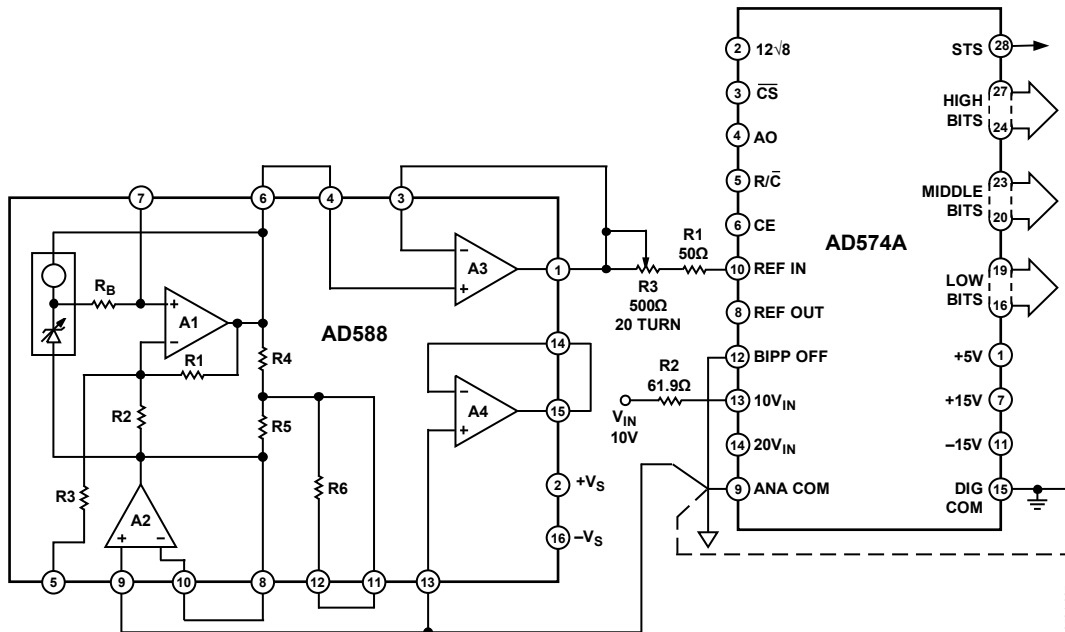 AD588
7
6
4
3
R_B
A1
+
–
R1
R2
R3
R4
R5
R6
A2
+
–
A3
–
+
A4
–
+
1
14
15
2 +V_S
16 –V_S
5
9
10
8
12
11
13
R3
500Ω
20 TURN
R1
50Ω
R2
61.9Ω
V_IN
10V
AD574A
2 12√8
3 C̅S̅
4 AO
5 R/C̅
6 CE
10 REF IN
8 REF OUT
12 BIPP OFF
13 10V_IN
14 20V_IN
9 ANA COM
STS 28
HIGH
BITS
27
24
MIDDLE
BITS
23
20
LOW
BITS
19
16
+5V 1
+15V 7
–15V 11
DIG
COM
15